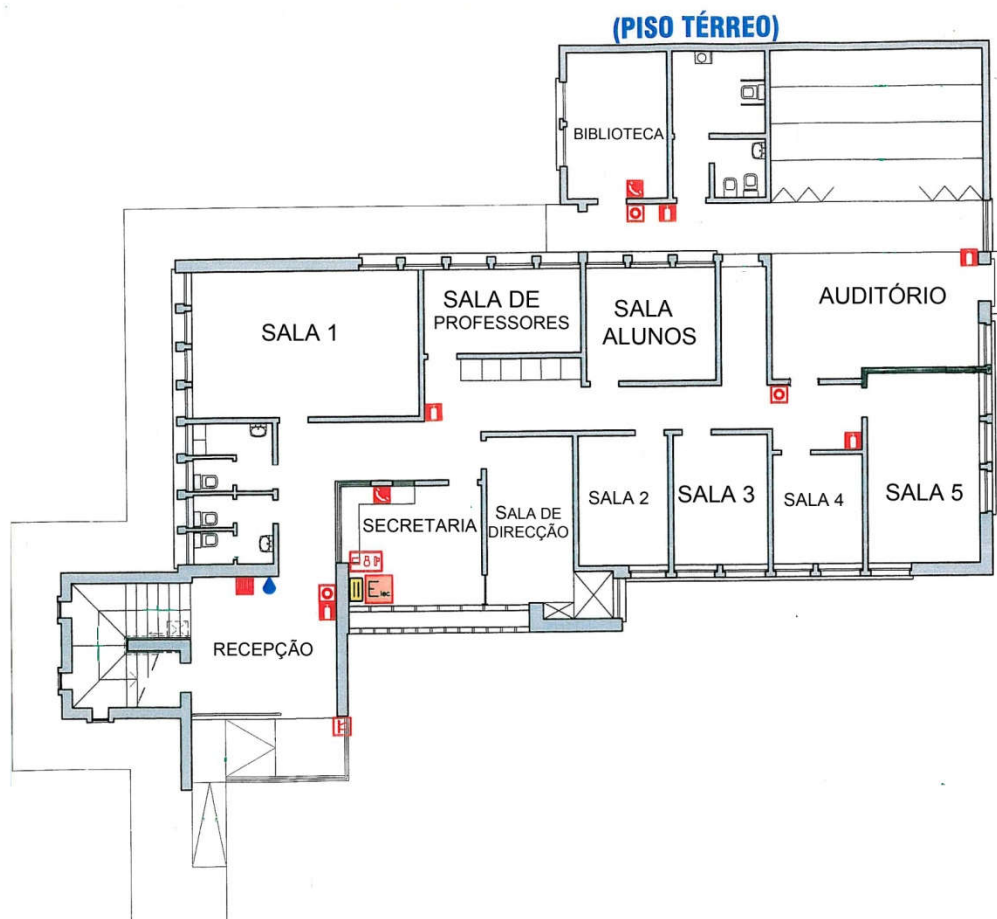 (PISO TÉRREO)
BIBLIOTECA
SALA 1
SALA DE
PROFESSORES
SALA
ALUNOS
AUDITÓRIO
SECRETARIA
SALA DE
DIRECÇÃO
SALA 2
SALA 3
SALA 4
SALA 5
RECEPÇÃO